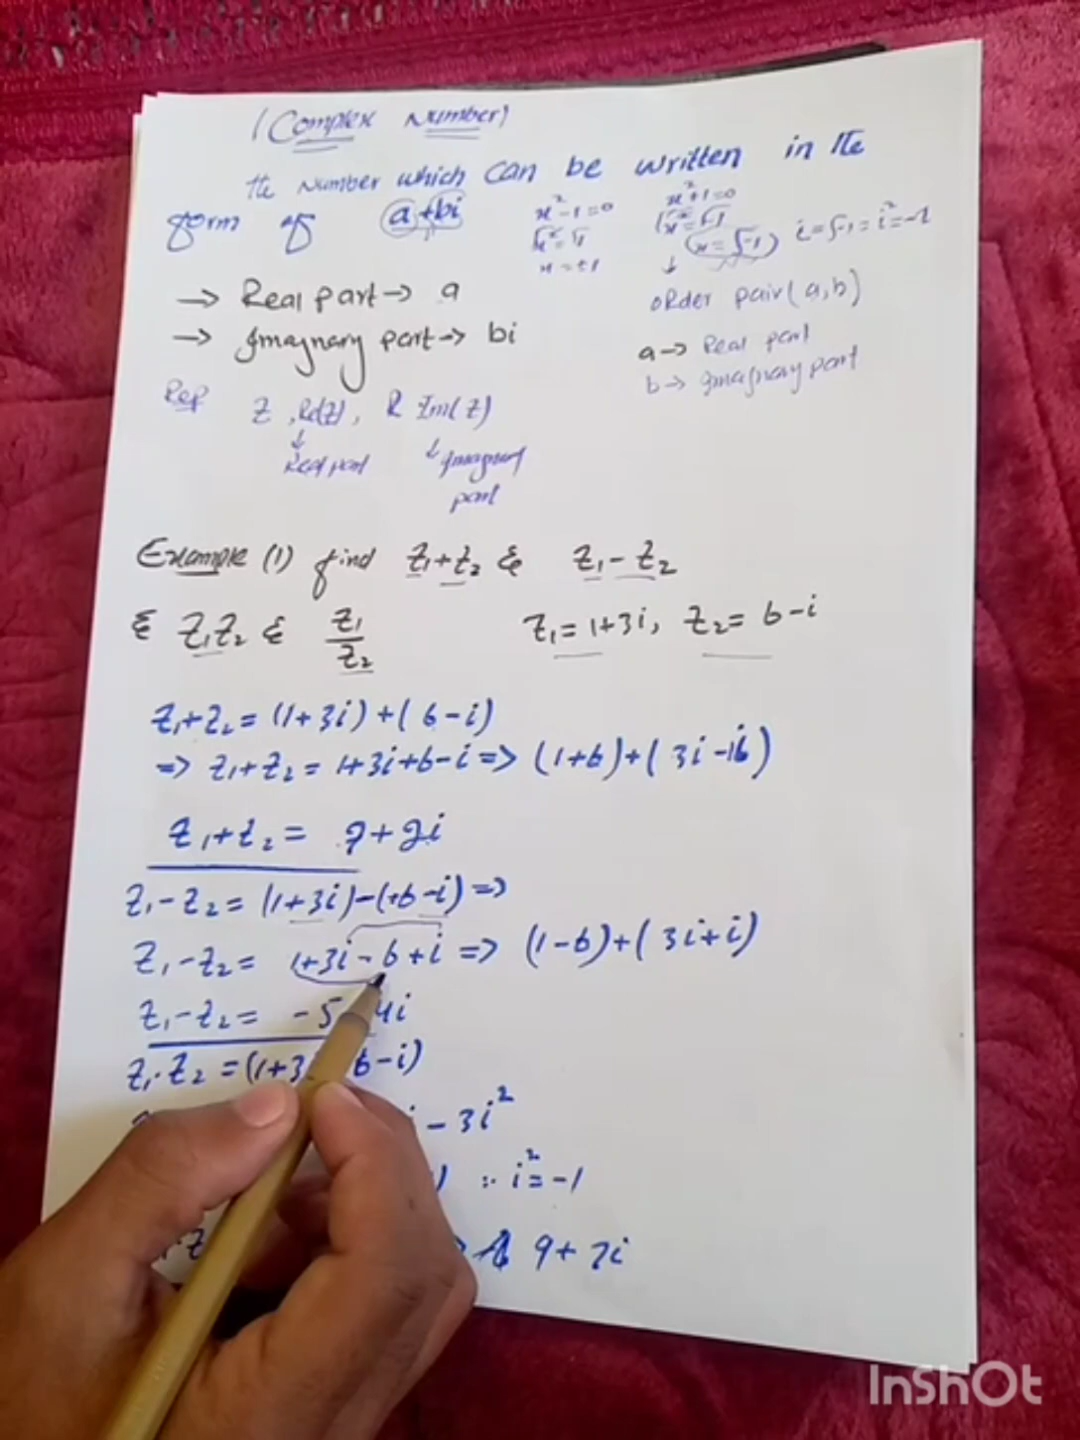 (Complex Number)
The Number which can be written in the
form of a+bi
x²-1=0
√x²=√1
x=±1
x²+1=0
x=√-1
i=√-1=i²=-1
→ Real part→ a
→ Imaginary part→ bi
order pair(a,b)
a→ Real part
b→ Imaginary part
Rep Z, Re(Z), R Im(Z)
↓ Real part
↓ Imaginary part
Example (1) find Z₁+Z₂ & Z₁-Z₂
& Z₁Z₂ & Z₁/Z₂ Z₁=1+3i, Z₂=6-i
Z₁+Z₂=(1+3i)+(6-i)
=> Z₁+Z₂=1+3i+6-i=> (1+6)+(3i-1i)
Z₁+Z₂= 7+2i
Z₁-Z₂=(1+3i)-(+6-i)=>
Z₁-Z₂= 1+3i-6+i=> (1-6)+(3i+i)
Z₁-Z₂= -5 4i
Z₁.Z₂=(1+3 6-i)
i - 3i²
∵ i²=-1
9+7i
InShOt